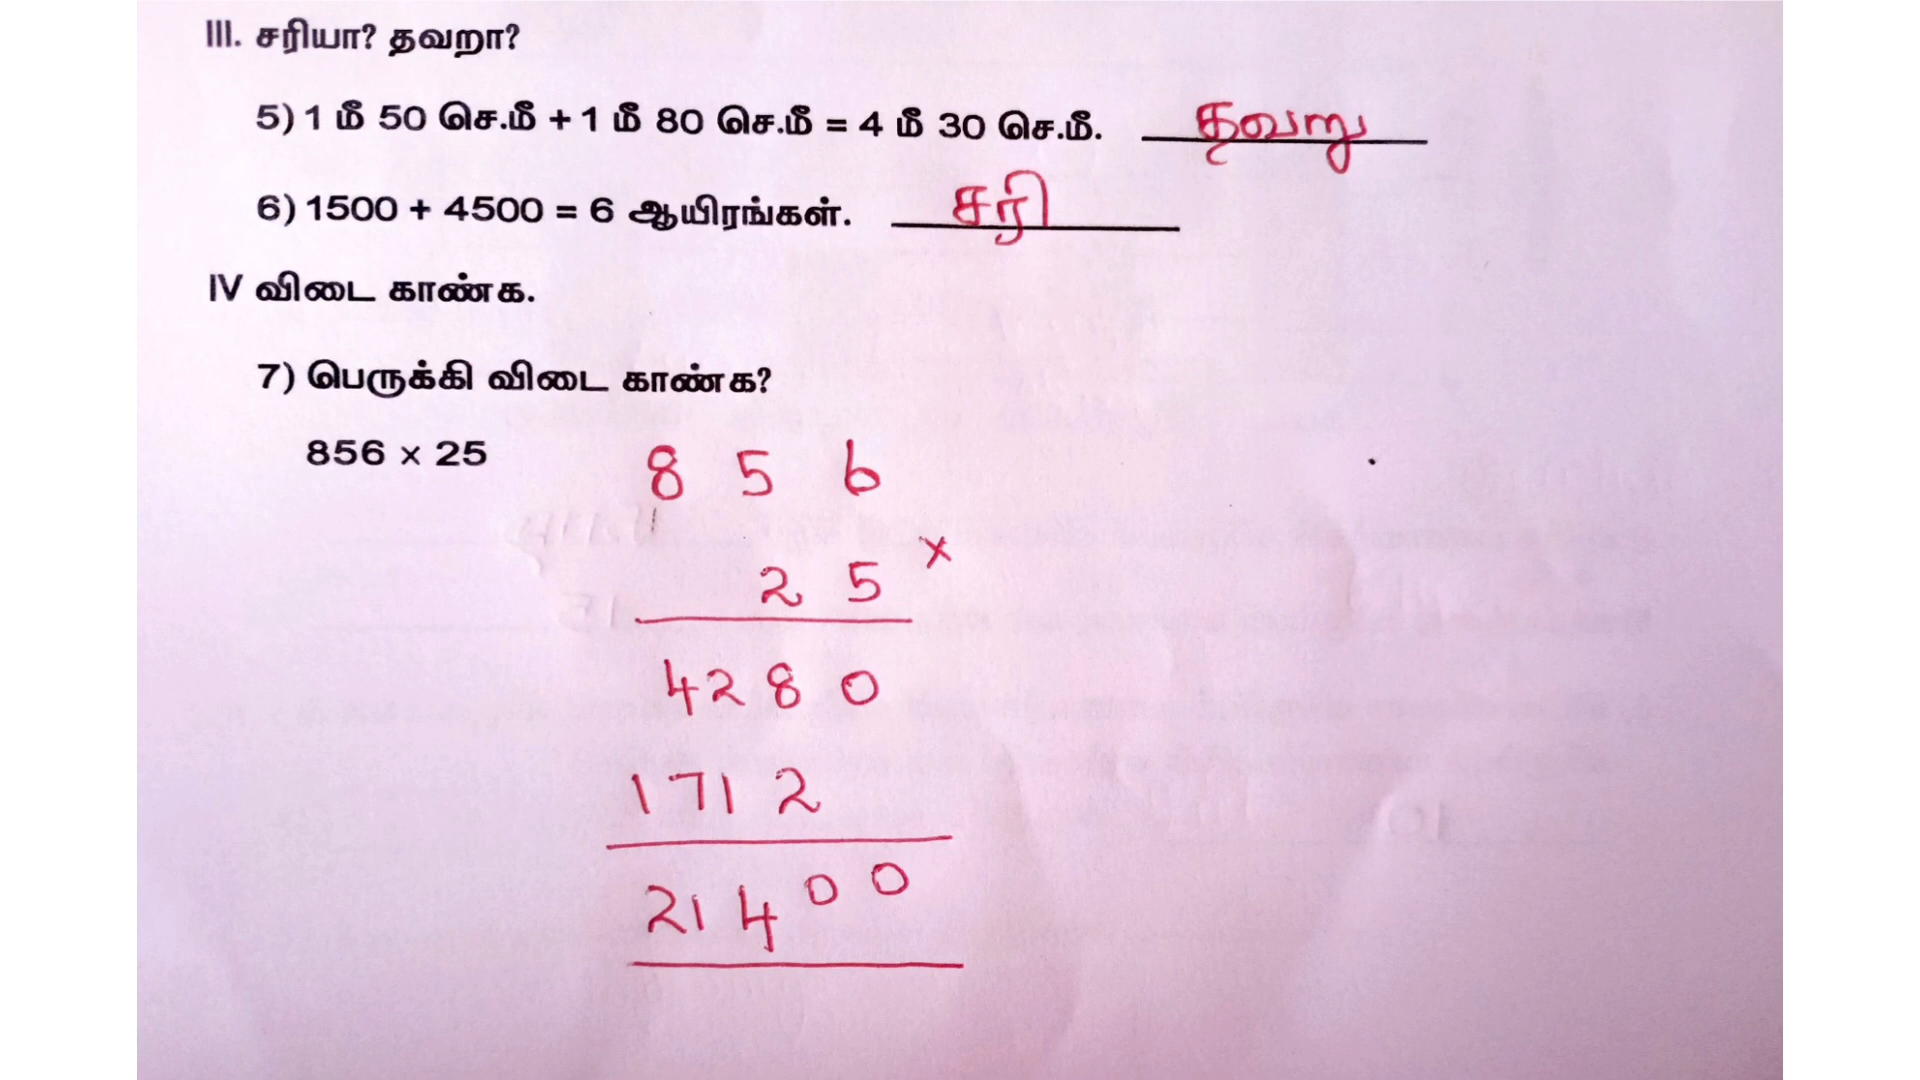 III. சரியா? தவறா?
5) 1 மீ 50 செ.மீ + 1 மீ 80 செ.மீ = 4 மீ 30 செ.மீ. தவறு
6) 1500 + 4500 = 6 ஆயிரங்கள். சரி
IV விடை காண்க.
7) பெருக்கி விடை காண்க?
856 × 25
8 5 6
2 5 ×
4280
1712
21400